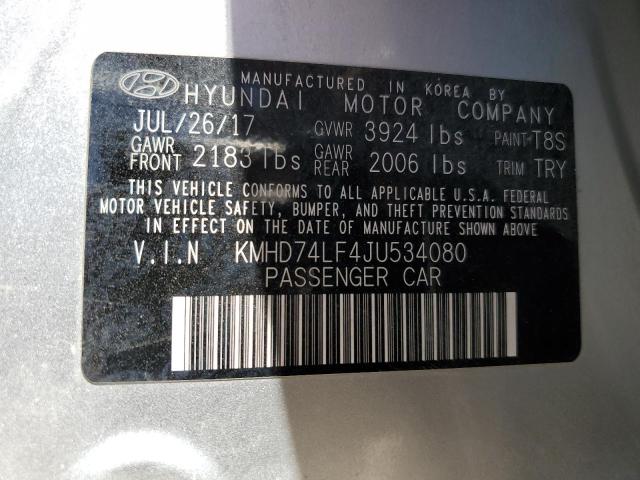 MANUFACTURED IN KOREA BY
HYUNDAI MOTOR COMPANY
JUL/26/17 GVWR 3924 lbs PAINT T8S
GAWR FRONT 2183 lbs GAWR REAR 2006 lbs TRIM TRY
THIS VEHICLE CONFORMS TO ALL APPLICABLE U.S.A. FEDERAL
MOTOR VEHICLE SAFETY, BUMPER, AND THEFT PREVENTION STANDARDS
IN EFFECT ON THE DATE OF MANUFACTURE SHOWN ABOVE.
V.I.N KMHD74LF4JU534080
PASSENGER CAR